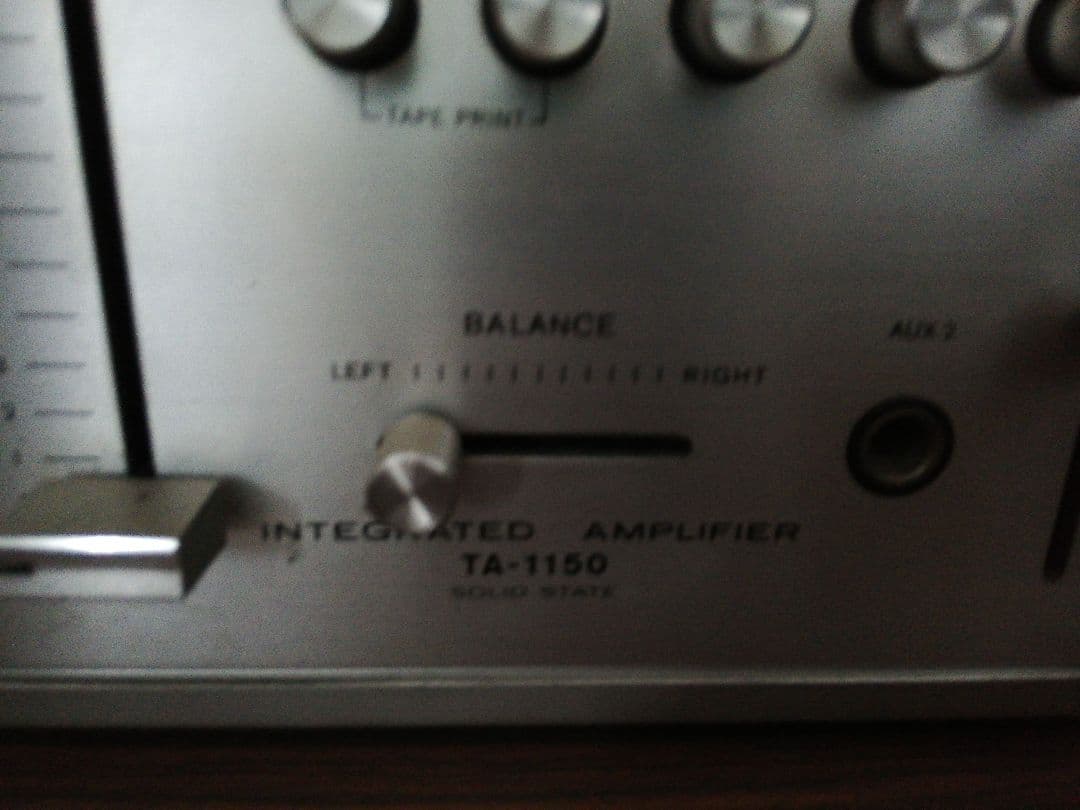 TAPE PRINT
BALANCE
LEFT RIGHT
AUX 2
INTEGRATED AMPLIFIER
TA-1150
SOLID STATE